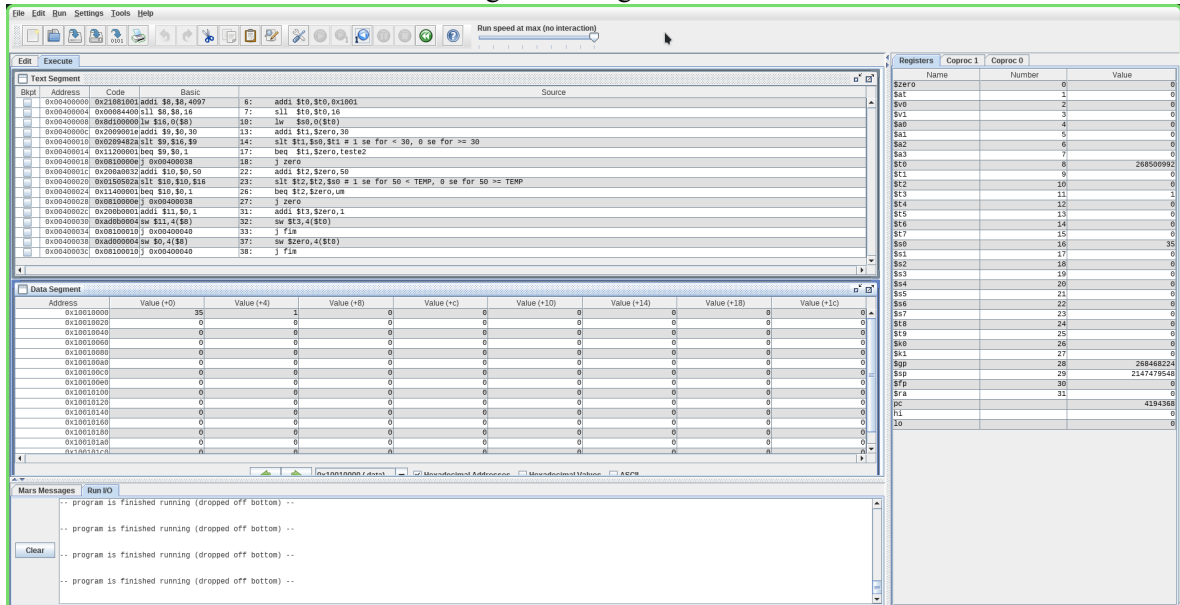 File Edit Run Settings Tools Help
Run speed at max (no interaction)
Edit Execute
Text Segment
Bkpt Address Code Basic Source
0x00400000 0x21081001 addi $8,$8,4097 6: addi $t0,$t0,0x1001
0x00400004 0x00084400 sll $8,$8,16 7: sll $t0,$t0,16
0x00400008 0x8d100000 lw $16,0($8) 10: lw $s0,0($t0)
0x0040000c 0x2009001e addi $9,$0,30 13: addi $t1,$zero,30
0x00400010 0x0209482a slt $9,$16,$9 14: slt $t1,$s0,$t1 # 1 se for < 30, 0 se for >= 30
0x00400014 0x11200001 beq $9,$0,1 17: beq $t1,$zero,teste2
0x00400018 0x0810000e j 0x00400038 18: j zero
0x0040001c 0x200a0032 addi $10,$0,50 22: addi $t2,$zero,50
0x00400020 0x0150502a slt $10,$10,$16 23: slt $t2,$t2,$s0 # 1 se for 50 < TEMP, 0 se for 50 >= TEMP
0x00400024 0x11400001 beq $10,$0,1 26: beq $t2,$zero,um
0x00400028 0x0810000e j 0x00400038 27: j zero
0x0040002c 0x200b0001 addi $11,$0,1 31: addi $t3,$zero,1
0x00400030 0xad0b0004 sw $11,4($8) 32: sw $t3,4($t0)
0x00400034 0x08100010 j 0x00400040 33: j fim
0x00400038 0xad000004 sw $0,4($8) 37: sw $zero,4($t0)
0x0040003c 0x08100010 j 0x00400040 38: j fim
Data Segment
Address Value (+0) Value (+4) Value (+8) Value (+c) Value (+10) Value (+14) Value (+18) Value (+1c)
0x10010000 35 1 0 0 0 0 0 0
0x10010020 0 0 0 0 0 0 0 0
0x10010040 0 0 0 0 0 0 0 0
0x10010060 0 0 0 0 0 0 0 0
0x10010080 0 0 0 0 0 0 0 0
0x100100a0 0 0 0 0 0 0 0 0
0x100100c0 0 0 0 0 0 0 0 0
0x100100e0 0 0 0 0 0 0 0 0
0x10010100 0 0 0 0 0 0 0 0
0x10010120 0 0 0 0 0 0 0 0
0x10010140 0 0 0 0 0 0 0 0
0x10010160 0 0 0 0 0 0 0 0
0x10010180 0 0 0 0 0 0 0 0
0x100101a0 0 0 0 0 0 0 0 0
0x100101c0 0 0 0 0 0 0 0 0
0x10010000 (.data) Hexadecimal Addresses Hexadecimal Values ASCII
Mars Messages Run I/O
-- program is finished running (dropped off bottom) --
-- program is finished running (dropped off bottom) --
Clear
-- program is finished running (dropped off bottom) --
-- program is finished running (dropped off bottom) --
Registers Coproc 1 Coproc 0
Name Number Value
$zero 0 0
$at 1 0
$v0 2 0
$v1 3 0
$a0 4 0
$a1 5 0
$a2 6 0
$a3 7 0
$t0 8 268500992
$t1 9 0
$t2 10 0
$t3 11 1
$t4 12 0
$t5 13 0
$t6 14 0
$t7 15 0
$s0 16 35
$s1 17 0
$s2 18 0
$s3 19 0
$s4 20 0
$s5 21 0
$s6 22 0
$s7 23 0
$t8 24 0
$t9 25 0
$k0 26 0
$k1 27 0
$gp 28 268468224
$sp 29 2147479548
$fp 30 0
$ra 31 0
pc 4194368
hi 0
lo 0